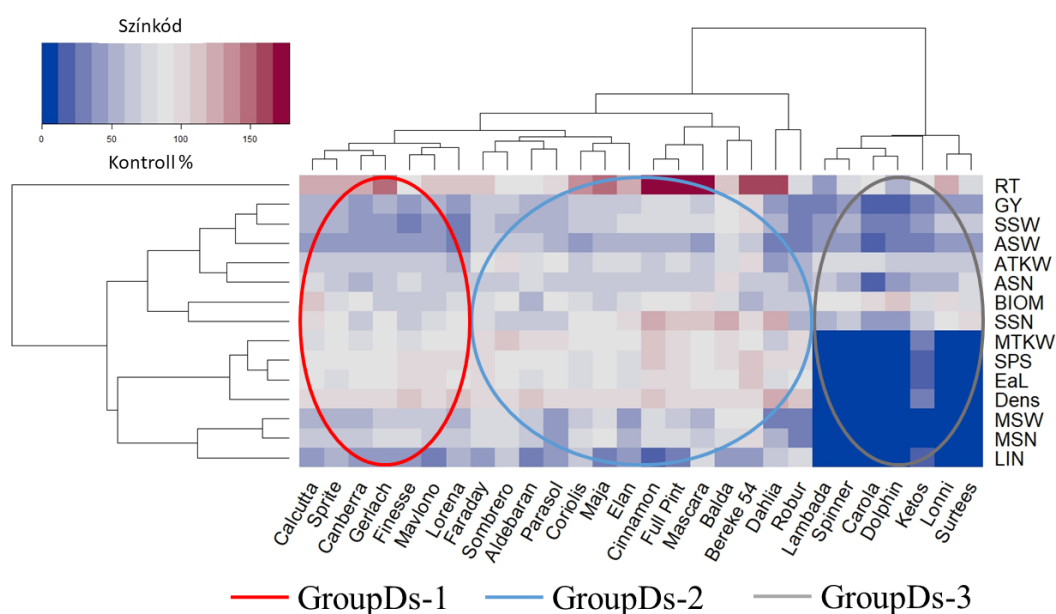 Színkód
0 50 100 150
Kontroll %
RT
GY
SSW
ASW
ATKW
ASN
BIOM
SSN
MTKW
SPS
EaL
Dens
MSW
MSN
LIN
Calcutta
Sprite
Canberra
Gerlach
Finesse
Mavlono
Lorena
Faraday
Sombrero
Aldebaran
Parasol
Coriolis
Maja
Elan
Cinnamon
Full Pint
Mascara
Balda
Bereke 54
Dahlia
Robur
Lambada
Spinner
Carola
Dolphin
Ketos
Lonni
Surtees
GroupDs-1 GroupDs-2 GroupDs-3